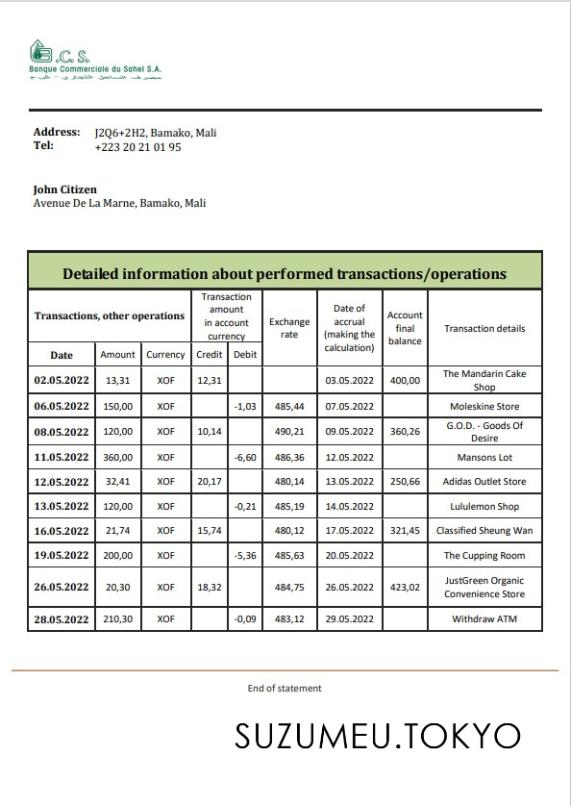 B.C.S.
Banque Commerciale du Sahel S.A.
Address: J2Q6+2H2, Bamako, Mali
Tel: +223 20 21 01 95
John Citizen
Avenue De La Marne, Bamako, Mali
Detailed information about performed transactions/operations
Transactions, other operations
Transaction
amount
in account
currency
Exchange
rate
Date of
accrual
(making the
calculation)
Account
final
balance
Transaction details
Date Amount Currency Credit Debit
02.05.2022 13,31 XOF 12,31 03.05.2022 400,00 The Mandarin Cake
Shop
06.05.2022 150,00 XOF -1,03 485,44 07.05.2022 Moleskine Store
08.05.2022 120,00 XOF 10,14 490,21 09.05.2022 360,26 G.O.D. - Goods Of
Desire
11.05.2022 360,00 XOF -6,60 486,36 12.05.2022 Mansons Lot
12.05.2022 32,41 XOF 20,17 480,14 13.05.2022 250,66 Adidas Outlet Store
13.05.2022 120,00 XOF -0,21 485,19 14.05.2022 Lululemon Shop
16.05.2022 21,74 XOF 15,74 480,12 17.05.2022 321,45 Classified Sheung Wan
19.05.2022 200,00 XOF -5,36 485,63 20.05.2022 The Cupping Room
26.05.2022 20,30 XOF 18,32 484,75 26.05.2022 423,02 JustGreen Organic
Convenience Store
28.05.2022 210,30 XOF -0,09 483,12 29.05.2022 Withdraw ATM
End of statement
SUZUMEU.TOKYO